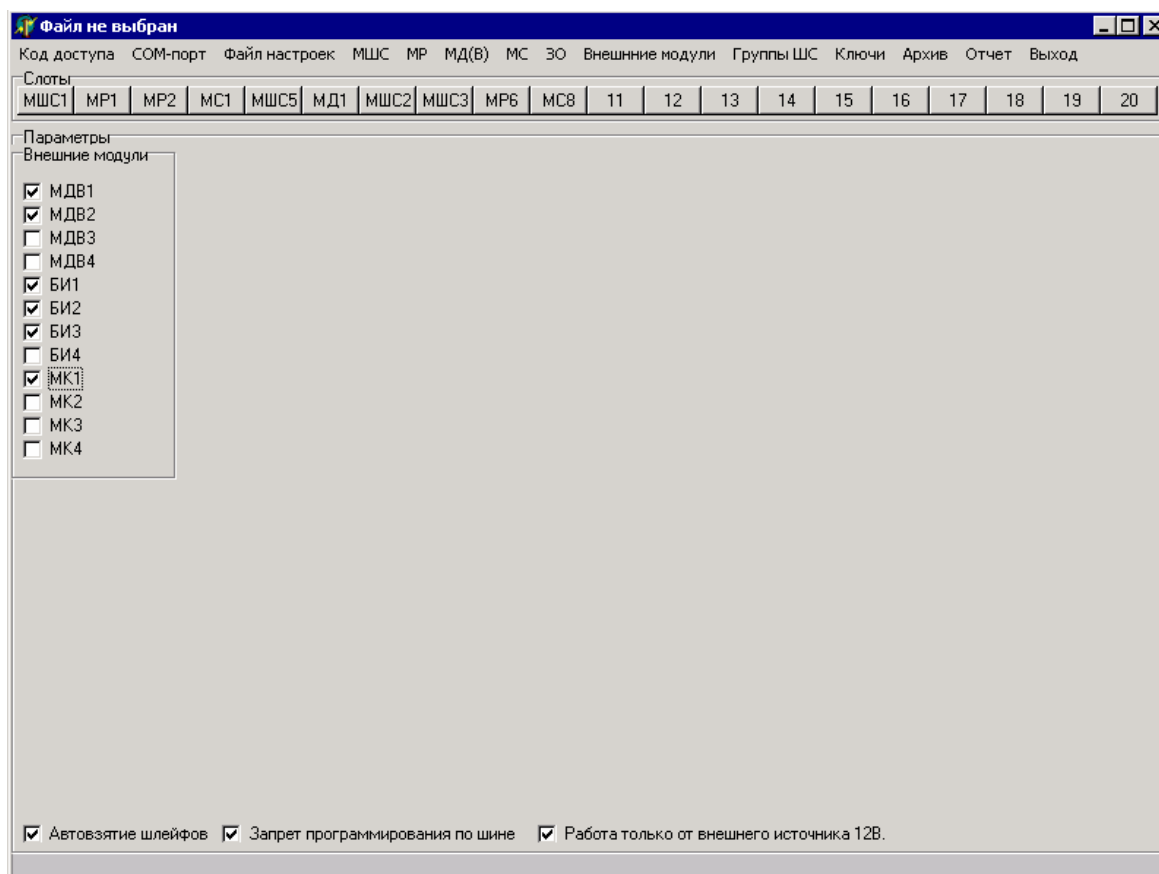 Файл не выбран
Код доступа COM-порт Файл настроек МШС МР МД(В) МС ЗО Внешнние модули Группы ШС Ключи Архив Отчет Выход
Слоты
МШС1 МР1 МР2 МС1 МШС5 МД1 МШС2 МШС3 МР6 МС8 11 12 13 14 15 16 17 18 19 20
Параметры
Внешние модули
МДВ1
МДВ2
МДВ3
МДВ4
БИ1
БИ2
БИ3
БИ4
МК1
МК2
МК3
МК4
Автовзятие шлейфов Запрет программирования по шине Работа только от внешнего источника 12В.